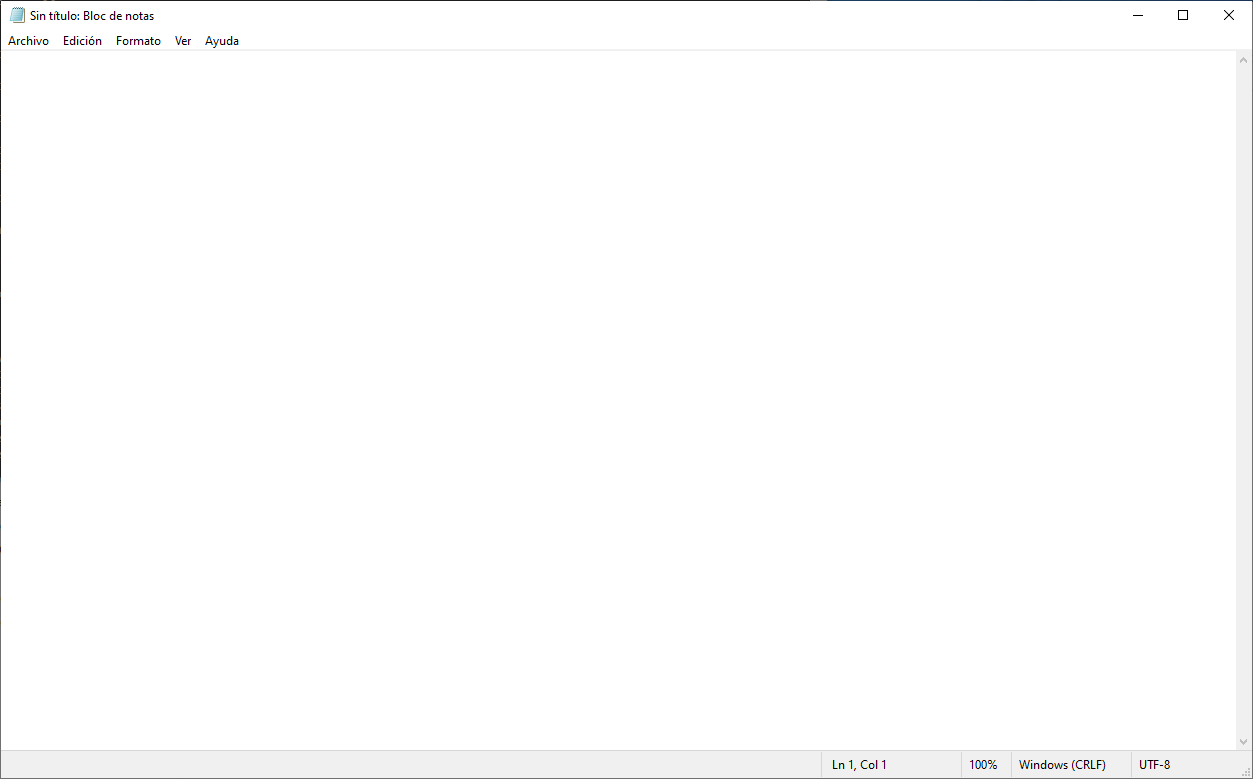 Sin título: Bloc de notas
Archivo Edición Formato Ver Ayuda
Ln 1, Col 1 100% Windows (CRLF) UTF-8